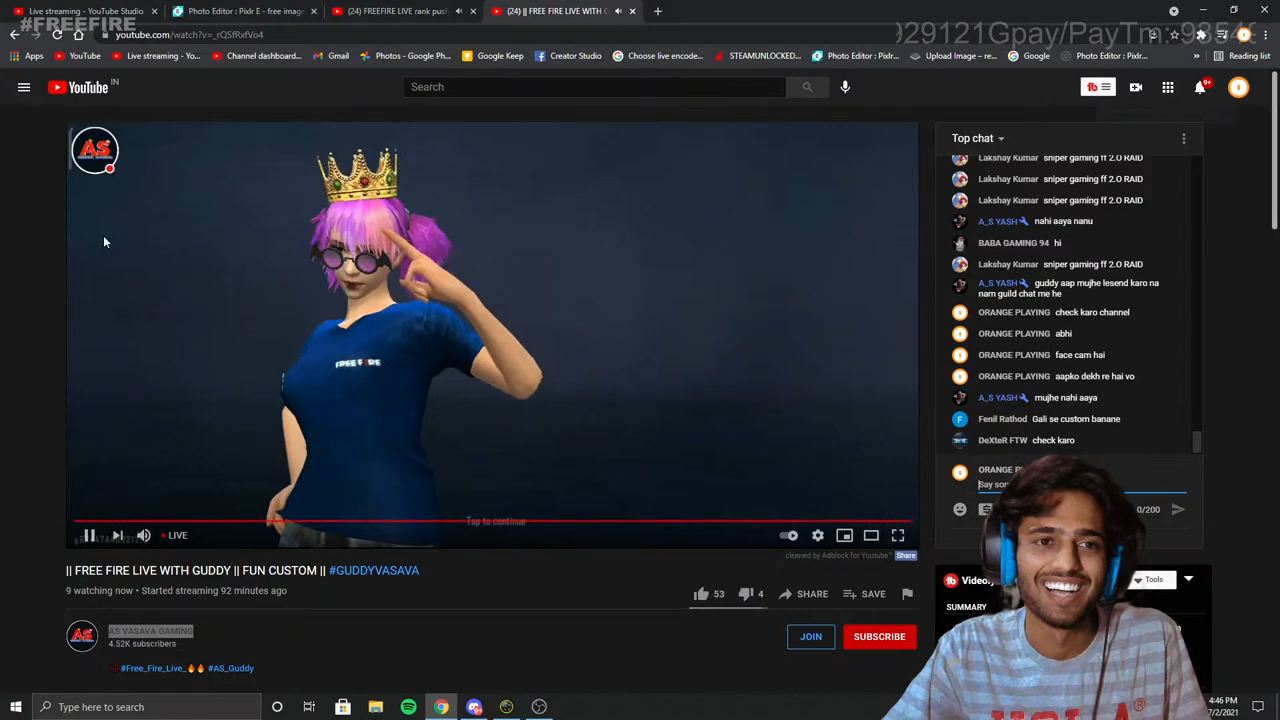 Live streaming - YouTube Studio
Photo Editor : Pixlr E - free image
(24) FREEFIRE LIVE rank push
(24) || FREE FIRE LIVE WITH G
#FREEFIRE
youtube.com/watch?v=_rQSfRxfVo4
929121Gpay/PayTm: 98540
Apps
YouTube
Live streaming - Yo...
Channel dashboard...
Gmail
Photos - Google Ph...
Encoder Setup
Creator Studio
Choose live encode...
STEAMUNLOCKED...
Photo Editor : Pixlr...
Upload Image – re...
Google
Photo Editor : Pixlr...
»
Reading list
YouTube
IN
Search
9+
AS
Top chat
Lakshay Kumar sniper gaming ff 2.O RAID
Lakshay Kumar sniper gaming ff 2.O RAID
Lakshay Kumar sniper gaming ff 2.O RAID
A_S YASH nahi aaya nanu
BABA GAMING 94 hi
Lakshay Kumar sniper gaming ff 2.O RAID
A_S YASH guddy aap mujhe lesend karo na
nam guild chat me he
ORANGE PLAYING check karo channel
ORANGE PLAYING abhi
ORANGE PLAYING face cam hai
ORANGE PLAYING aapko dekh re hai vo
A_S YASH mujhe nahi aaya
F
Fenil Rathod Gali se custom banane
DeXteR FTW check karo
ORANGE P
Say son
0/200
FREE FIRE
Tap to continue
LIVE
cleaned by Adblock for Youtube™
Share
|| FREE FIRE LIVE WITH GUDDY || FUN CUSTOM || #GUDDYVASAVA
9 watching now • Started streaming 92 minutes ago
53
4
SHARE
SAVE
AS VASAVA GAMING
4.52K subscribers
JOIN
SUBSCRIBE
#Free_Fire_Live_🔥🔥 #AS_Guddy
Tools
SUMMARY
Type here to search
4:46 PM
7/2/2021